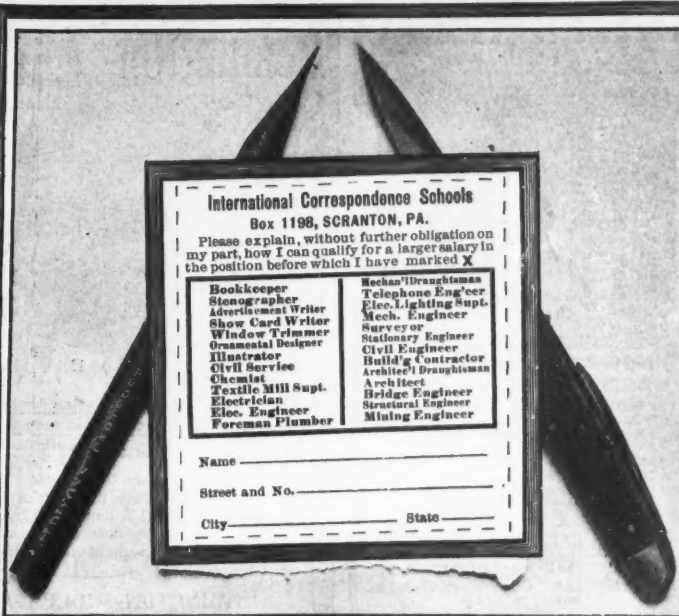 International Correspondence Schools
Box 1198, SCRANTON, PA.
Please explain, without further obligation on
my part, how I can qualify for a larger salary in
the position before which I have marked X
Bookkeeper
Stenographer
Advertisement Writer
Show Card Writer
Window Trimmer
Ornamental Designer
Illustrator
Civil Service
Chemist
Textile Mill Supt.
Electrician
Elec. Engineer
Foreman Plumber
Mechan'l Draughtsman
Telephone Eng'eer
Elec. Lighting Supt.
Mech. Engineer
Surveyor
Stationary Engineer
Civil Engineer
Build'g Contractor
Architec'l Draughtsman
Architect
Bridge Engineer
Structural Engineer
Mining Engineer
Name
Street and No.
City State